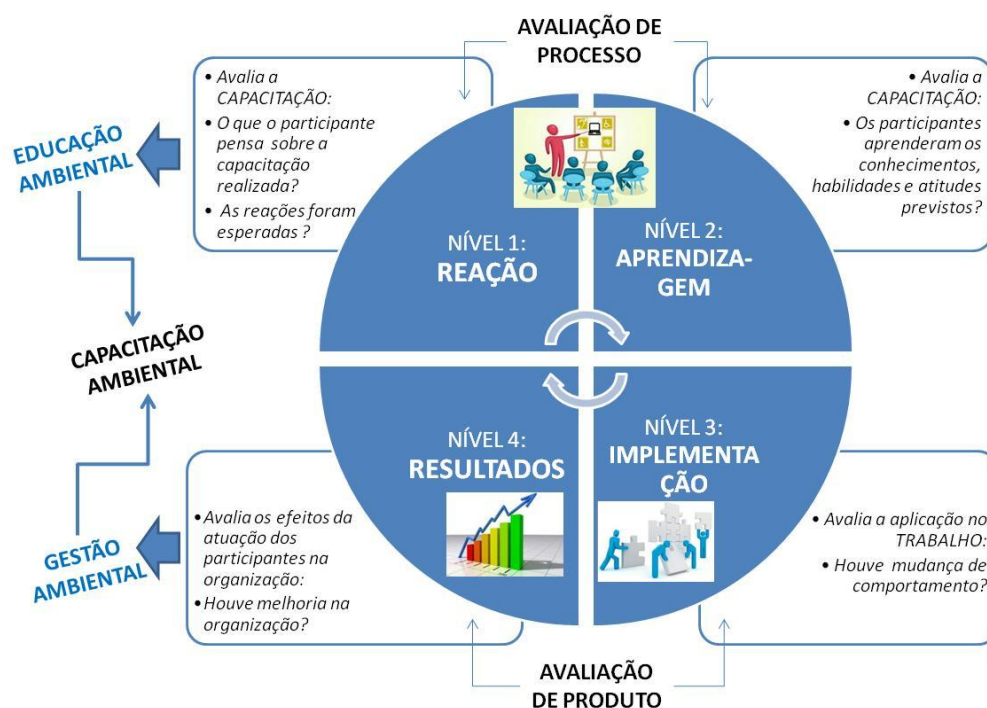 AVALIAÇÃO DE
PROCESSO
• Avalia a
CAPACITAÇÃO:
• O que o participante
pensa sobre a
capacitação
realizada?
• As reações foram
esperadas ?
• Avalia a
CAPACITAÇÃO:
• Os participantes
aprenderam os
conhecimentos,
habilidades e atitudes
previstos?
EDUCAÇÃO
AMBIENTAL
NÍVEL 1:
REAÇÃO
NÍVEL 2:
APRENDIZA-
GEM
CAPACITAÇÃO
AMBIENTAL
NÍVEL 4:
RESULTADOS
NÍVEL 3:
IMPLEMENTA
ÇÃO
GESTÃO
AMBIENTAL
• Avalia os efeitos da
atuação dos
participantes na
organização:
• Houve melhoria na
organização?
• Avalia a aplicação no
TRABALHO:
• Houve mudança de
comportamento?
AVALIAÇÃO
DE PRODUTO